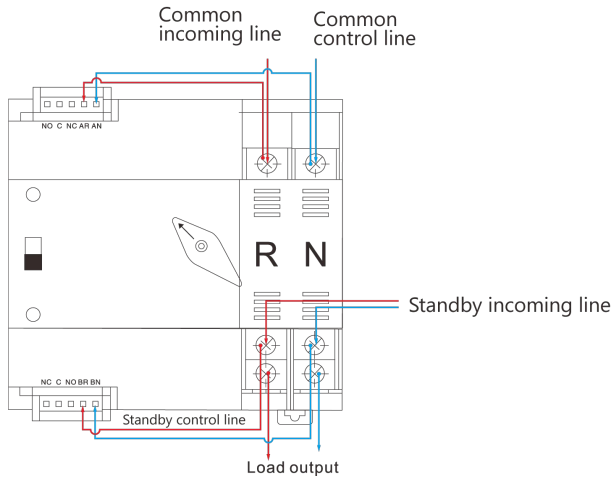 Common
incoming line
Common
control line
NO C NC AR AN
R N
Standby incoming line
NC C NO BR BN
Standby control line
Load output